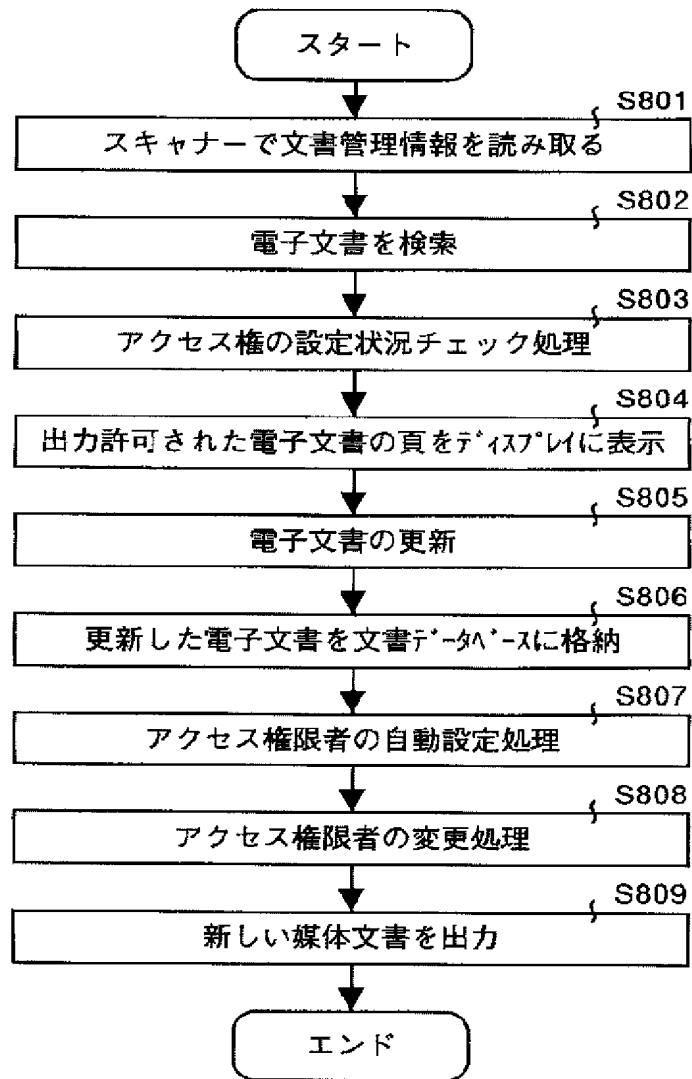 スタート
S801
スキャナーで文書管理情報を読み取る
S802
電子文書を検索
S803
アクセス権の設定状況チェック処理
S804
出力許可された電子文書の頁をﾃﾞｨｽﾌﾟﾚｲに表示
S805
電子文書の更新
S806
更新した電子文書を文書ﾃﾞｰﾀﾍﾞｰｽに格納
S807
アクセス権限者の自動設定処理
S808
アクセス権限者の変更処理
S809
新しい媒体文書を出力
エンド